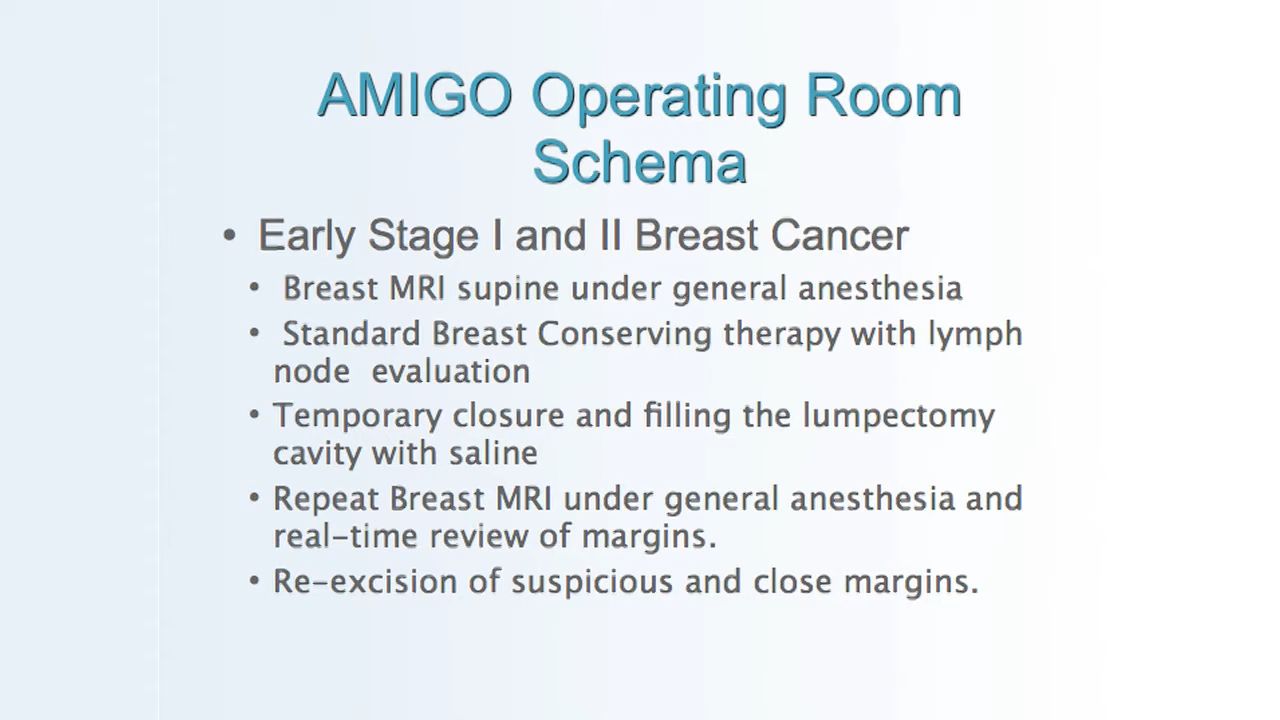 AMIGO Operating Room
Schema
• Early Stage I and II Breast Cancer
• Breast MRI supine under general anesthesia
• Standard Breast Conserving therapy with lymph
node evaluation
• Temporary closure and filling the lumpectomy
cavity with saline
• Repeat Breast MRI under general anesthesia and
real-time review of margins.
• Re-excision of suspicious and close margins.